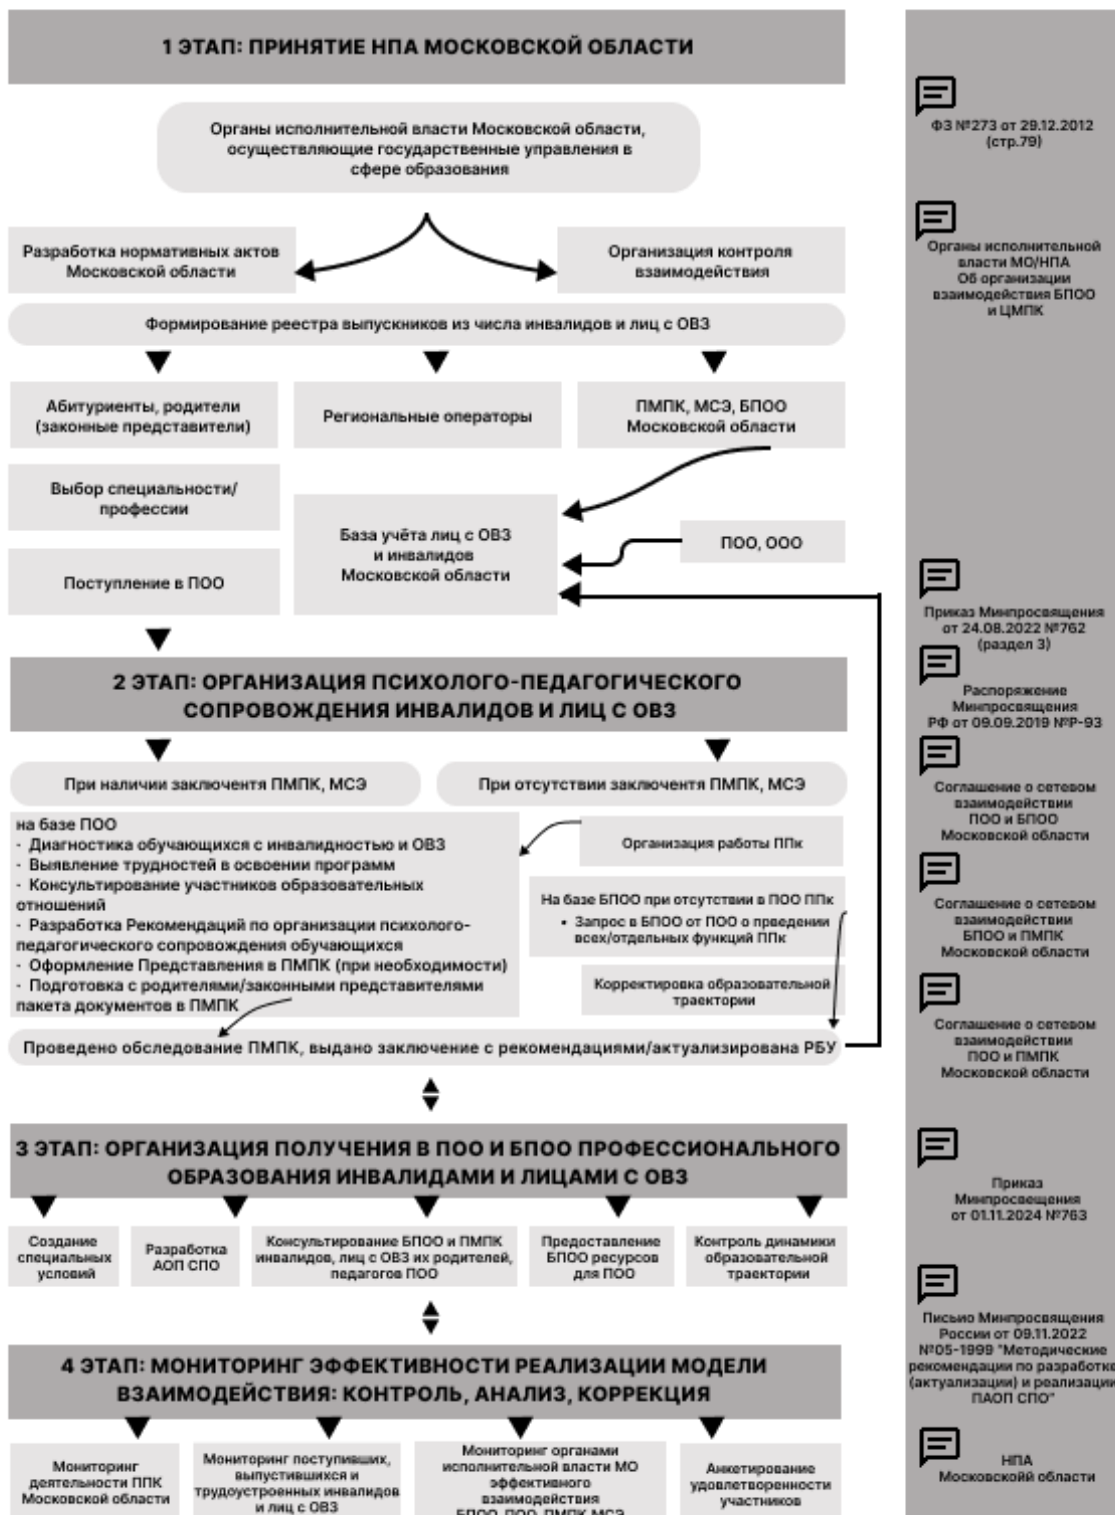 1 ЭТАП: ПРИНЯТИЕ НПА МОСКОВСКОЙ ОБЛАСТИ
Органы исполнительной власти Московской области,
осуществляющие государственные управления в
сфере образования
Разработка нормативных актов
Московской области
Организация контроля
взаимодействия
Формирование реестра выпускников из числа инвалидов и лиц с ОВЗ
Абитуриенты, родители
(законные представители)
Региональные операторы
ПМПК, МСЭ, БПОО
Московской области
Выбор специальности/
профессии
База учёта лиц с ОВЗ
и инвалидов
Московской области
ПОО, ООО
Поступление в ПОО
2 ЭТАП: ОРГАНИЗАЦИЯ ПСИХОЛОГО-ПЕДАГОГИЧЕСКОГО
СОПРОВОЖДЕНИЯ ИНВАЛИДОВ И ЛИЦ С ОВЗ
При наличии заключентя ПМПК, МСЭ
При отсутствии заключентя ПМПК, МСЭ
на базе ПОО
- Диагностика обучающихся с инвалидностью и ОВЗ
- Выявление трудностей в освоении программ
- Консультирование участников образовательных
отношений
- Разработка Рекомендаций по организации психолого-
педагогического сопровождения обучающихся
- Оформление Представления в ПМПК (при необходимости)
- Подготовка с родителями/законными представителями
пакета документов в ПМПК
Организация работы ППк
На базе БПОО при отсутствии в ПОО ППк
• Запрос в БПОО от ПОО о прведении
всех/отдельных функций ППк
Корректировка образовательной
траектории
Проведено обследование ПМПК, выдано заключение с рекомендациями/актуализирована РБУ
3 ЭТАП: ОРГАНИЗАЦИЯ ПОЛУЧЕНИЯ В ПОО И БПОО ПРОФЕССИОНАЛЬНОГО
ОБРАЗОВАНИЯ ИНВАЛИДАМИ И ЛИЦАМИ С ОВЗ
Создание
специальных
условий
Разработка
АОП СПО
Консультирование БПОО и ПМПК
инвалидов, лиц с ОВЗ их родителей,
педагогов ПОО
Предоставление
БПОО ресурсов
для ПОО
Контроль динамики
образовательной
траектории
4 ЭТАП: МОНИТОРИНГ ЭФФЕКТИВНОСТИ РЕАЛИЗАЦИИ МОДЕЛИ
ВЗАИМОДЕЙСТВИЯ: КОНТРОЛЬ, АНАЛИЗ, КОРРЕКЦИЯ
Мониторинг
деятельности ППК
Московской области
Мониторинг поступивших,
выпустившихся и
трудоустроенных инвалидов
и лиц с ОВЗ
Мониторинг органами
исполнительной власти МО
эффективного
взаимодействия
БПОО, ПОО, ПМПК МСЭ
Анкетирование
удовлетворенности
участников
ФЗ №273 от 29.12.2012
(стр.79)
Органы исполнительной
власти МО/НПА
Об организации
взаимодействия БПОО
и ЦМПК
Приказ Минпросвящения
от 24.08.2022 №762
(раздел 3)
Распоряжение
Минпросвящения
РФ от 09.09.2019 №Р-93
Соглашение о сетевом
взаимодействии
ПОО и БПОО
Московской области
Соглашение о сетевом
взаимодействии
БПОО и ПМПК
Московской области
Соглашение о сетевом
взаимодействии
ПОО и ПМПК
Московской области
Приказ
Минпросвещения
от 01.11.2024 №763
Письмо Минпросвящения
России от 09.11.2022
№05-1999 "Методические
рекомендации по разработке
(актуализации) и реализации
ПАОП СПО"
НПА
Московскойй области